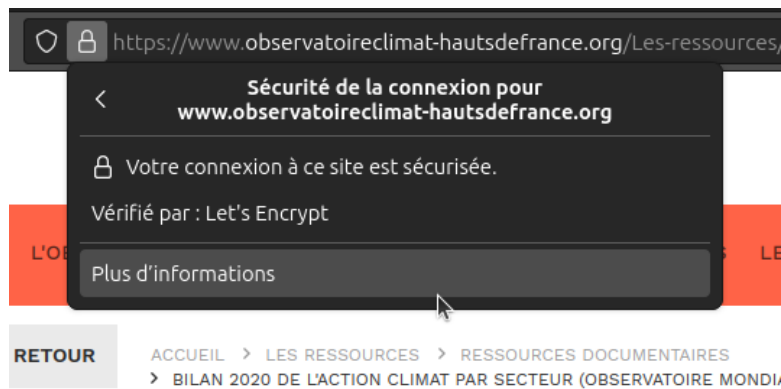 https://www.observatoireclimat-hautsdefrance.org/Les-ressources/
Sécurité de la connexion pour
www.observatoireclimat-hautsdefrance.org
Votre connexion à ce site est sécurisée.
Vérifié par : Let's Encrypt
Plus d’informations
RETOUR
ACCUEIL > LES RESSOURCES > RESSOURCES DOCUMENTAIRES
> BILAN 2020 DE L'ACTION CLIMAT PAR SECTEUR (OBSERVATOIRE